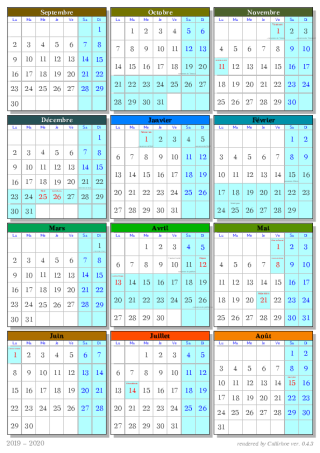 Septembre
Lu Ma Me Je Ve Sa Di
1
2 3 4 5 6 7 8
9 10 11 12 13 14 15
16 17 18 19 20 21 22
23 24 25 26 27 28 29
30
Octobre
Lu Ma Me Je Ve Sa Di
1 2 3 4 5 6
7 8 9 10 11 12 13
14 15 16 17 18 19 20
21 22 23 24 25 26 27
28 29 30 31
Novembre
Lu Ma Me Je Ve Sa Di
1 2 3
4 5 6 7 8 9 10
11 12 13 14 15 16 17
18 19 20 21 22 23 24
25 26 27 28 29 30
Décembre
Lu Ma Me Je Ve Sa Di
1
2 3 4 5 6 7 8
9 10 11 12 13 14 15
16 17 18 19 20 21 22
23 24 25 26 27 28 29
30 31
Janvier
Lu Ma Me Je Ve Sa Di
1 2 3 4 5
6 7 8 9 10 11 12
13 14 15 16 17 18 19
20 21 22 23 24 25 26
27 28 29 30 31
Février
Lu Ma Me Je Ve Sa Di
1 2
3 4 5 6 7 8 9
10 11 12 13 14 15 16
17 18 19 20 21 22 23
24 25 26 27 28 29
Mars
Lu Ma Me Je Ve Sa Di
1
2 3 4 5 6 7 8
9 10 11 12 13 14 15
16 17 18 19 20 21 22
23 24 25 26 27 28 29
30 31
Avril
Lu Ma Me Je Ve Sa Di
1 2 3 4 5
6 7 8 9 10 11 12
13 14 15 16 17 18 19
20 21 22 23 24 25 26
27 28 29 30
Mai
Lu Ma Me Je Ve Sa Di
1 2 3
4 5 6 7 8 9 10
11 12 13 14 15 16 17
18 19 20 21 22 23 24
25 26 27 28 29 30 31
Juin
Lu Ma Me Je Ve Sa Di
1 2 3 4 5 6 7
8 9 10 11 12 13 14
15 16 17 18 19 20 21
22 23 24 25 26 27 28
29 30
Juillet
Lu Ma Me Je Ve Sa Di
1 2 3 4 5
6 7 8 9 10 11 12
13 14 15 16 17 18 19
20 21 22 23 24 25 26
27 28 29 30 31
Août
Lu Ma Me Je Ve Sa Di
1 2
3 4 5 6 7 8 9
10 11 12 13 14 15 16
17 18 19 20 21 22 23
24 25 26 27 28 29 30
31
2019 – 2020
rendered by Calkrbse ver. 0.4.3